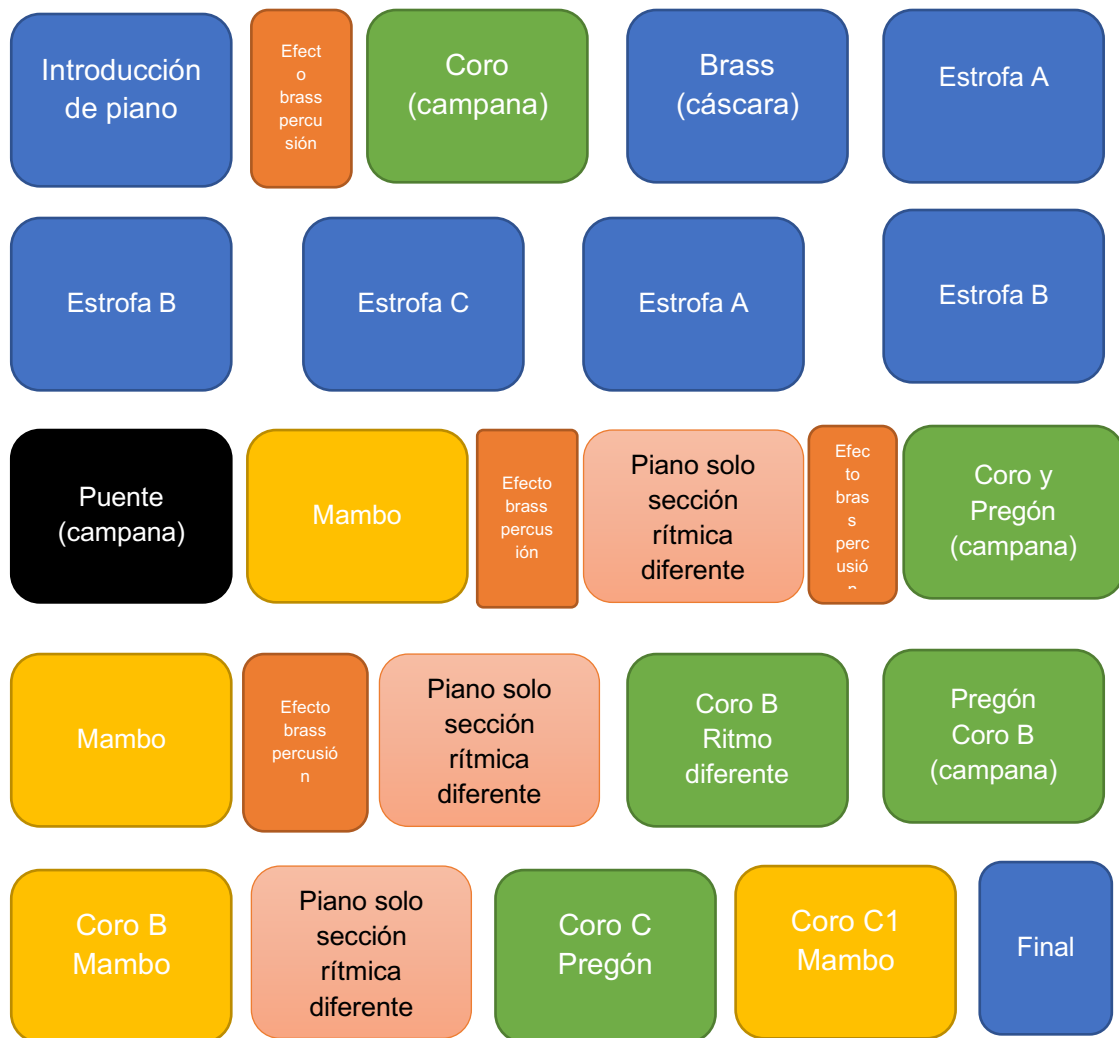 Introducción
de piano
Efect
o
brass
percu
sión
Coro
(campana)
Brass
(cáscara)
Estrofa A
Estrofa B
Estrofa C
Estrofa A
Estrofa B
Puente
(campana)
Mambo
Efecto
brass
percus
ión
Piano solo
sección
rítmica
diferente
Efec
to
bras
s
perc
usió
n
Coro y
Pregón
(campana)
Mambo
Efecto
brass
percusió
n
Piano solo
sección
rítmica
diferente
Coro B
Ritmo
diferente
Pregón
Coro B
(campana)
Coro B
Mambo
Piano solo
sección
rítmica
diferente
Coro C
Pregón
Coro C1
Mambo
Final